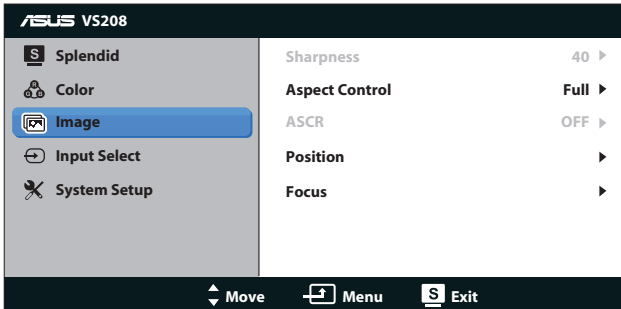 ASUS VS208
S Splendid
Color
Image
Input Select
System Setup
Sharpness 40
Aspect Control Full
ASCR OFF
Position
Focus
Move Menu S Exit